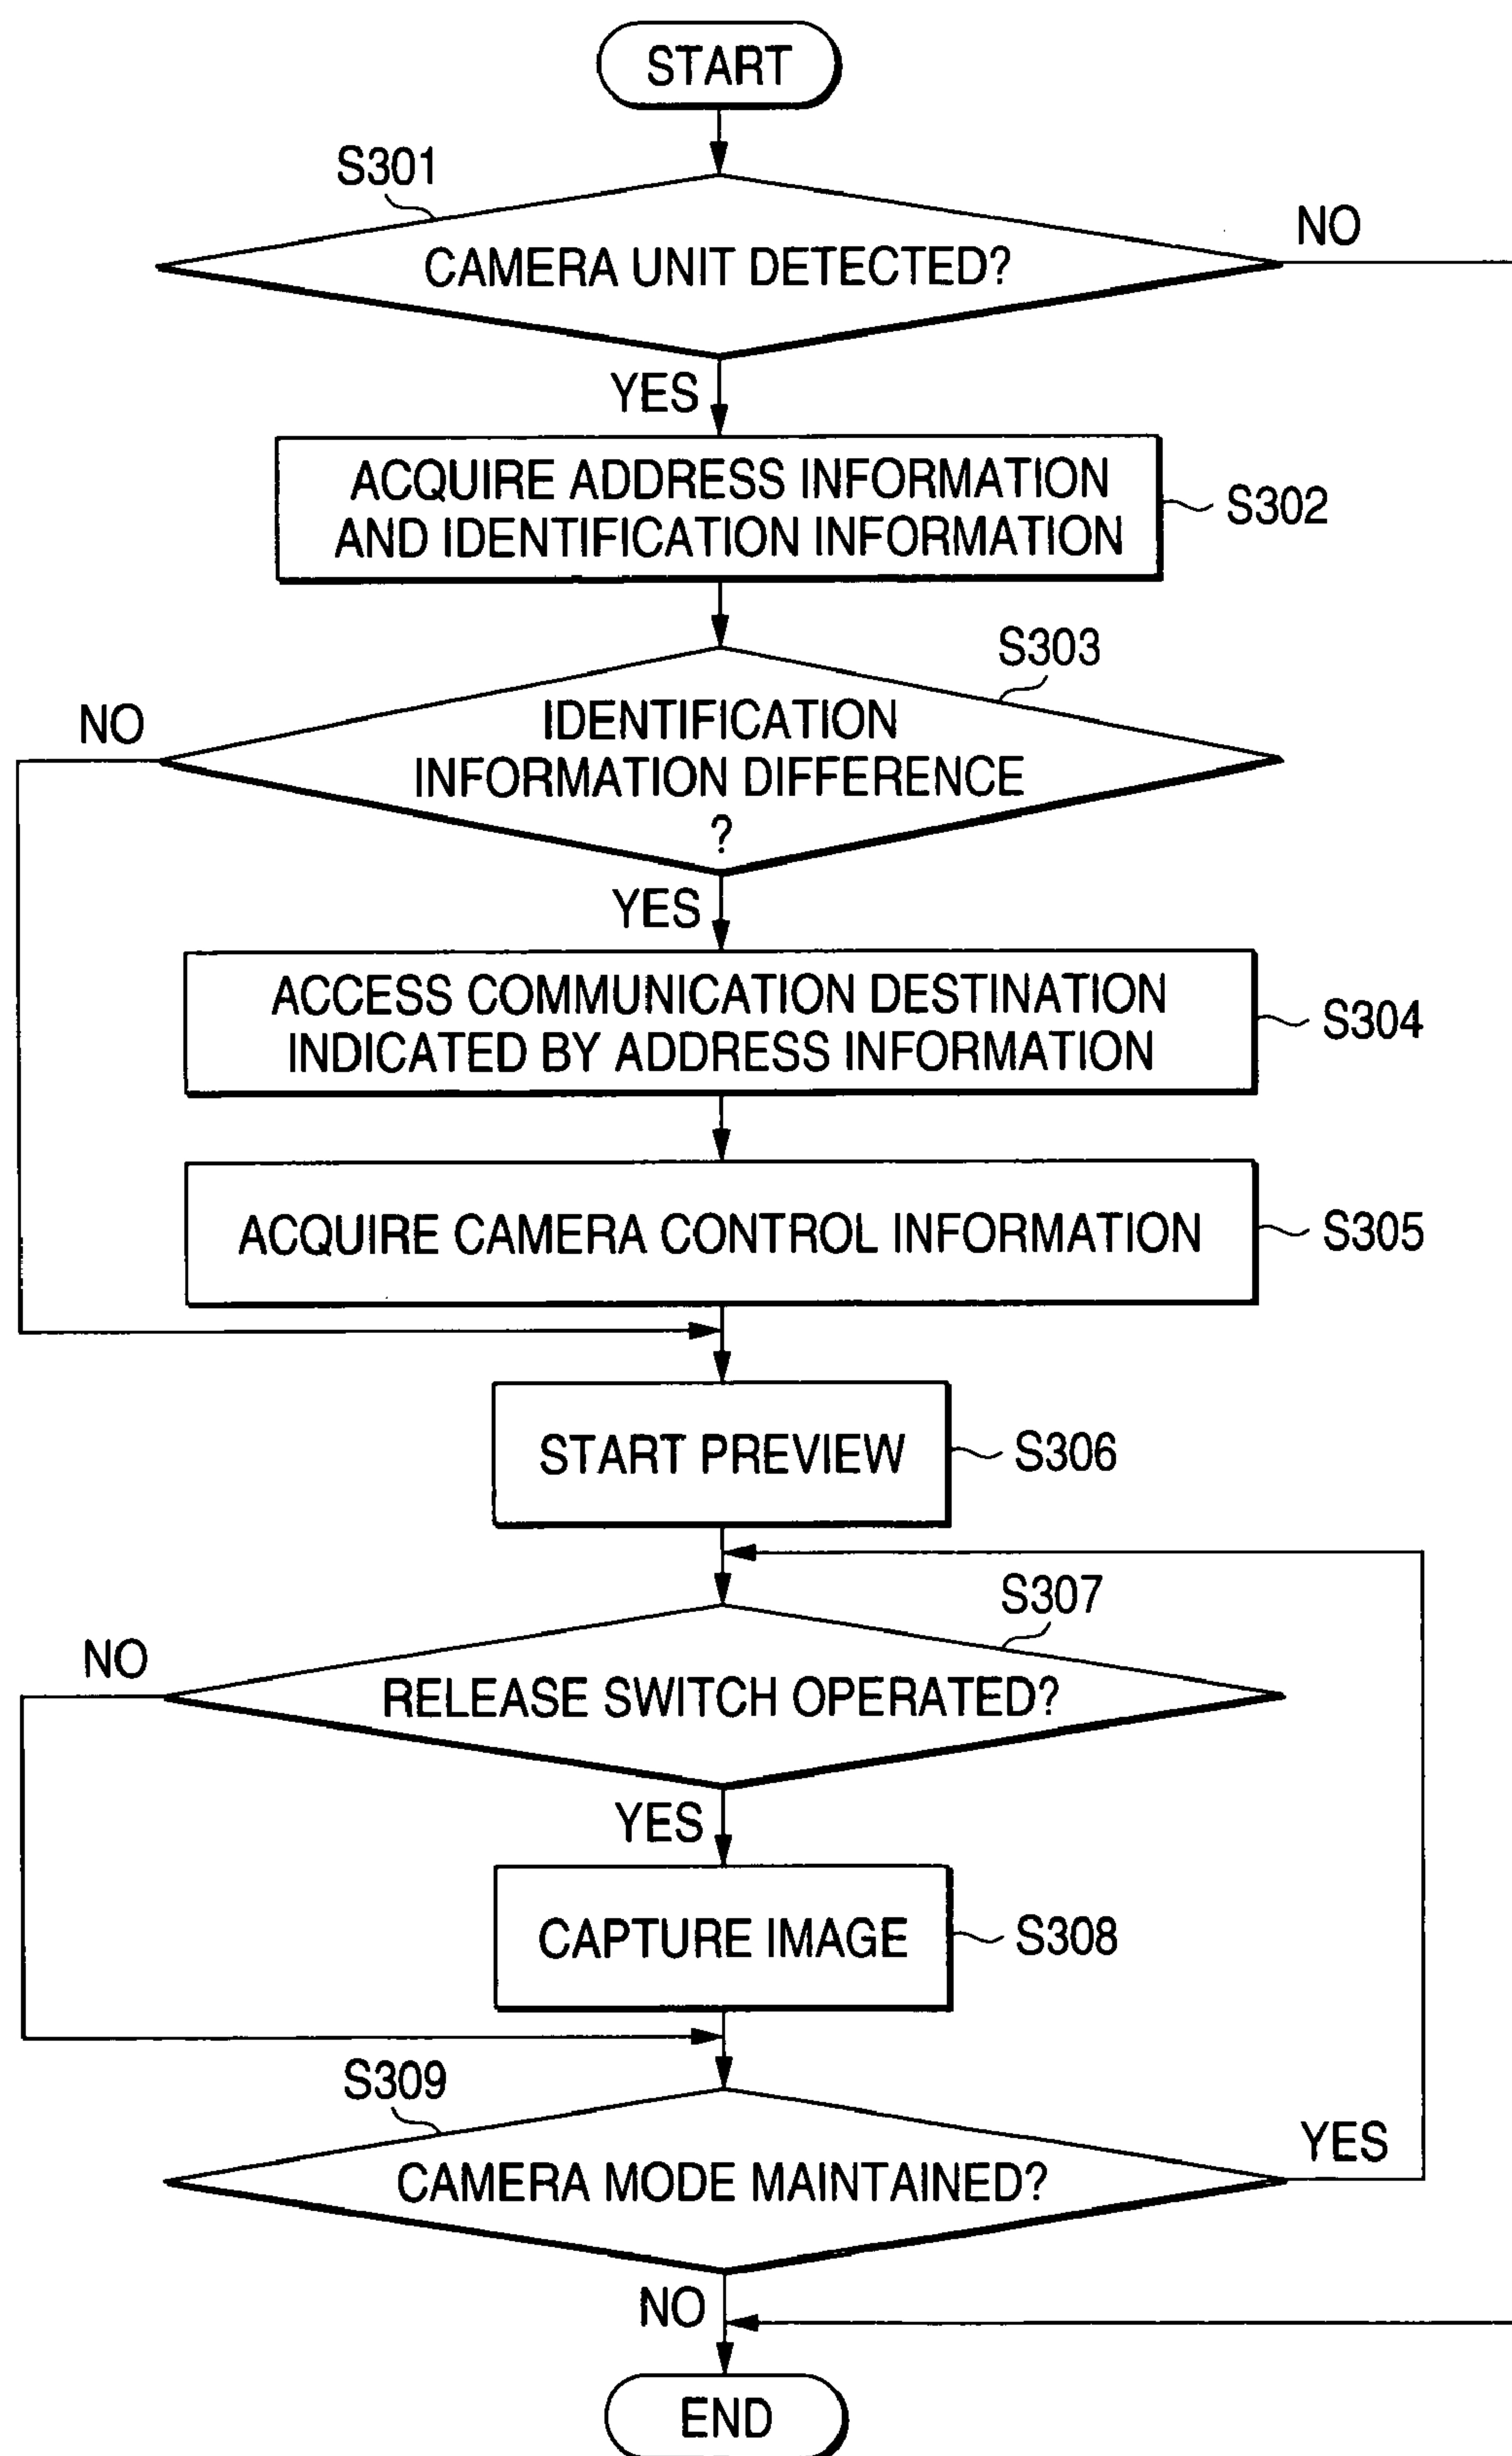 START
S301
NO
CAMERA UNIT DETECTED?
YES
ACQUIRE ADDRESS INFORMATION
AND IDENTIFICATION INFORMATION
S302
S303
NO
IDENTIFICATION
INFORMATION DIFFERENCE
?
YES
ACCESS COMMUNICATION DESTINATION
INDICATED BY ADDRESS INFORMATION
S304
ACQUIRE CAMERA CONTROL INFORMATION
S305
START PREVIEW
S306
S307
NO
RELEASE SWITCH OPERATED?
YES
CAPTURE IMAGE
S308
S309
YES
CAMERA MODE MAINTAINED?
NO
END